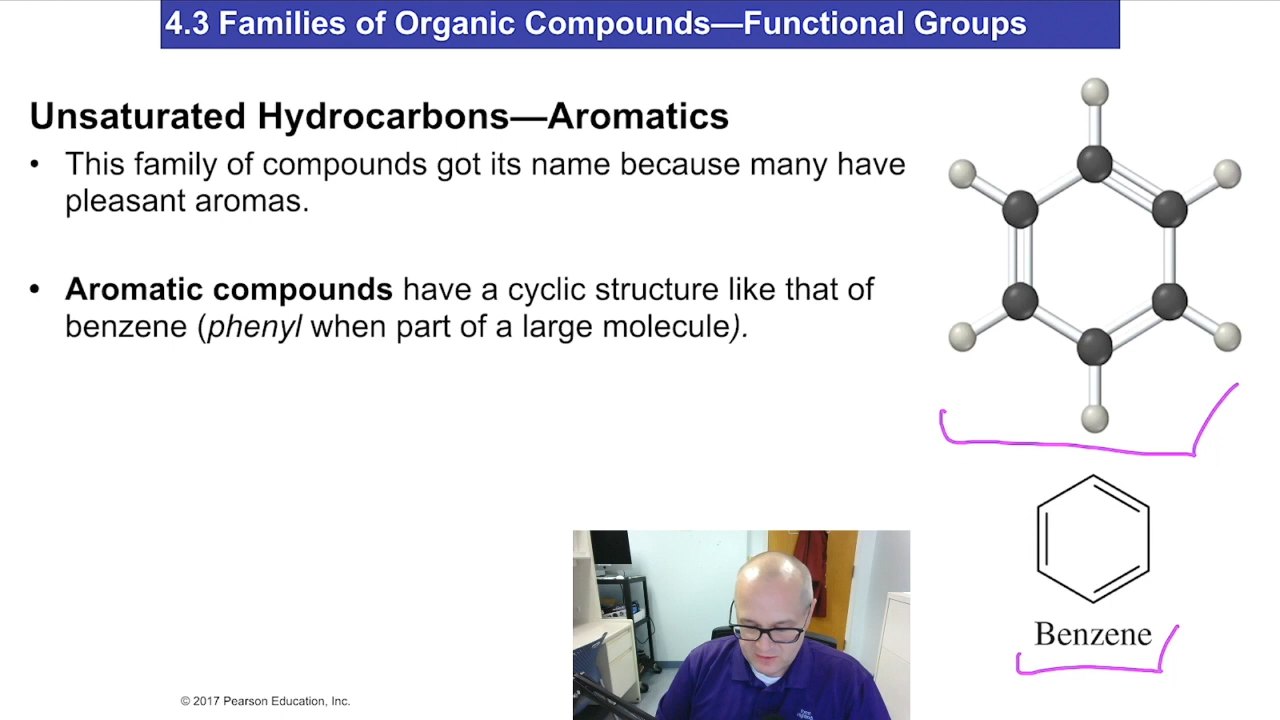 4.3 Families of Organic Compounds—Functional Groups
Unsaturated Hydrocarbons—Aromatics
• This family of compounds got its name because many have
pleasant aromas.
• Aromatic compounds have a cyclic structure like that of
benzene (phenyl when part of a large molecule).
Benzene
© 2017 Pearson Education, Inc.